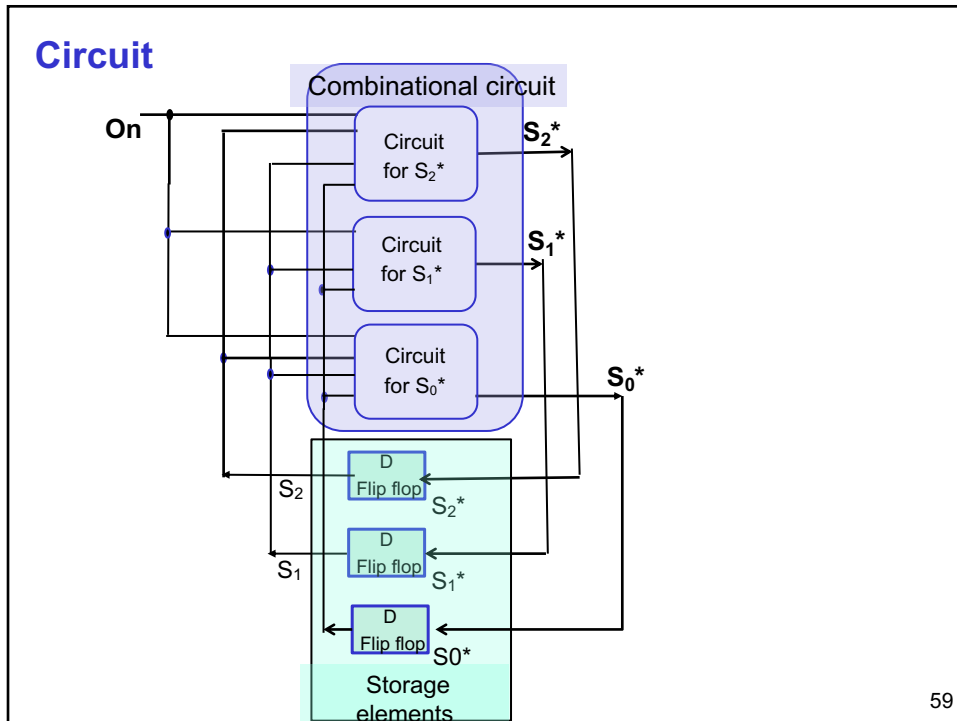 Circuit
Combinational circuit
On
Circuit
for S₂*
S₂*
Circuit
for S₁*
S₁*
Circuit
for S₀*
S₀*
D
Flip flop
S₂
S₂*
D
Flip flop
S₁
S₁*
D
Flip flop
S0*
Storage
elements
59